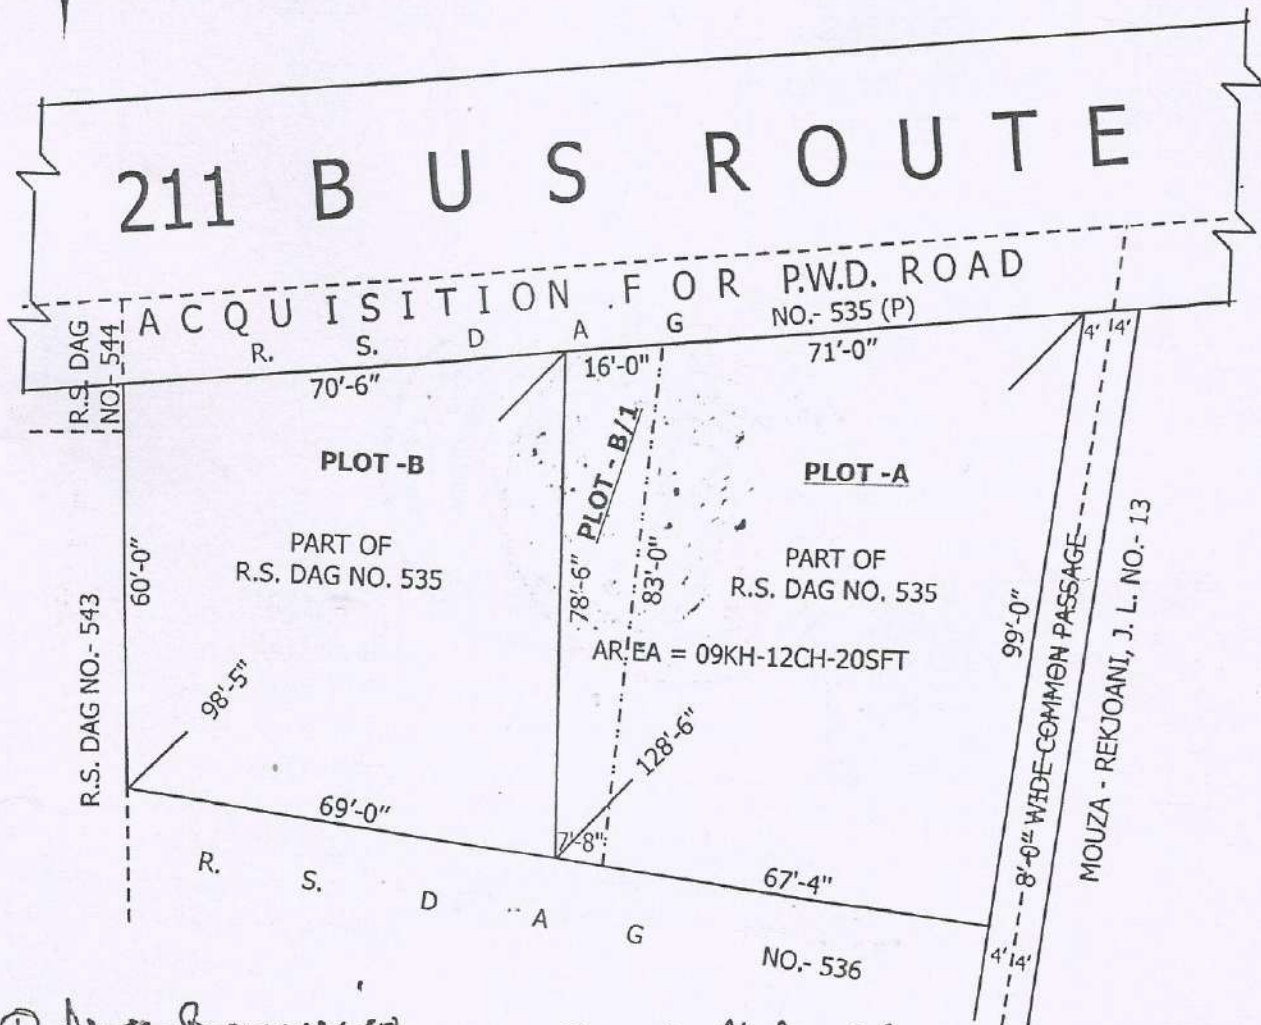 211 BUS ROUTE
ACQUISITION FOR P.W.D. ROAD
R.S. DAG NO.- 535 (P)
R.S. DAG
NO.- 544
70'-6"
16'-0"
71'-0"
4' 4'
PLOT -B
PLOT - B/1
PLOT -A
PART OF
R.S. DAG NO. 535
PART OF
R.S. DAG NO. 535
60'-0"
78'-6"
83'-0"
99'-0"
AREA = 09KH-12CH-20SFT
R.S. DAG NO.- 543
98'-5"
128'-6"
8'-0" WIDE COMMON PASSAGE
MOUZA - REKJOANI, J. L. NO.- 13
69'-0"
7'-8"
67'-4"
R.S. DAG
NO.- 536
4' 4'